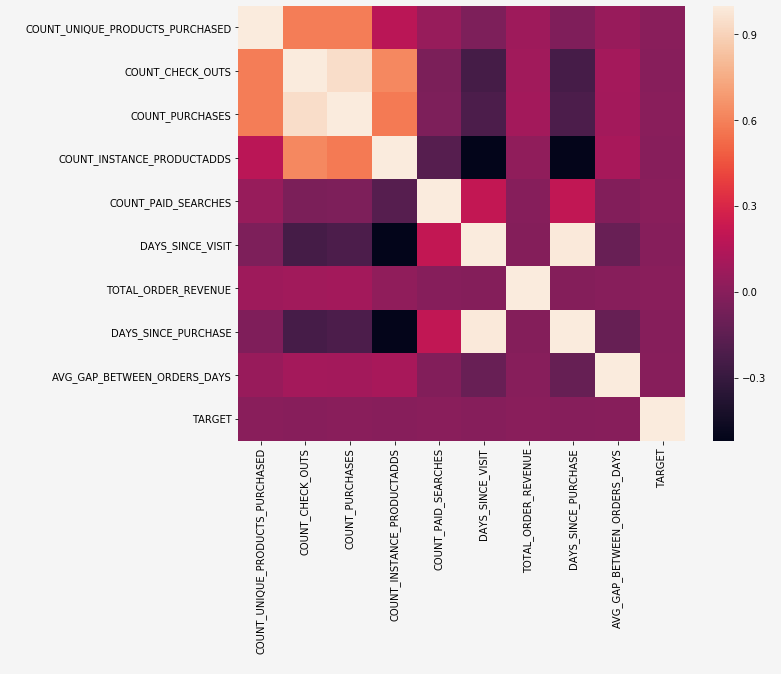 COUNT_UNIQUE_PRODUCTS_PURCHASED
COUNT_CHECK_OUTS
COUNT_PURCHASES
COUNT_INSTANCE_PRODUCTADDS
COUNT_PAID_SEARCHES
DAYS_SINCE_VISIT
TOTAL_ORDER_REVENUE
DAYS_SINCE_PURCHASE
AVG_GAP_BETWEEN_ORDERS_DAYS
TARGET
COUNT_UNIQUE_PRODUCTS_PURCHASED
COUNT_CHECK_OUTS
COUNT_PURCHASES
COUNT_INSTANCE_PRODUCTADDS
COUNT_PAID_SEARCHES
DAYS_SINCE_VISIT
TOTAL_ORDER_REVENUE
DAYS_SINCE_PURCHASE
AVG_GAP_BETWEEN_ORDERS_DAYS
TARGET
0.9
0.6
0.3
0.0
−0.3